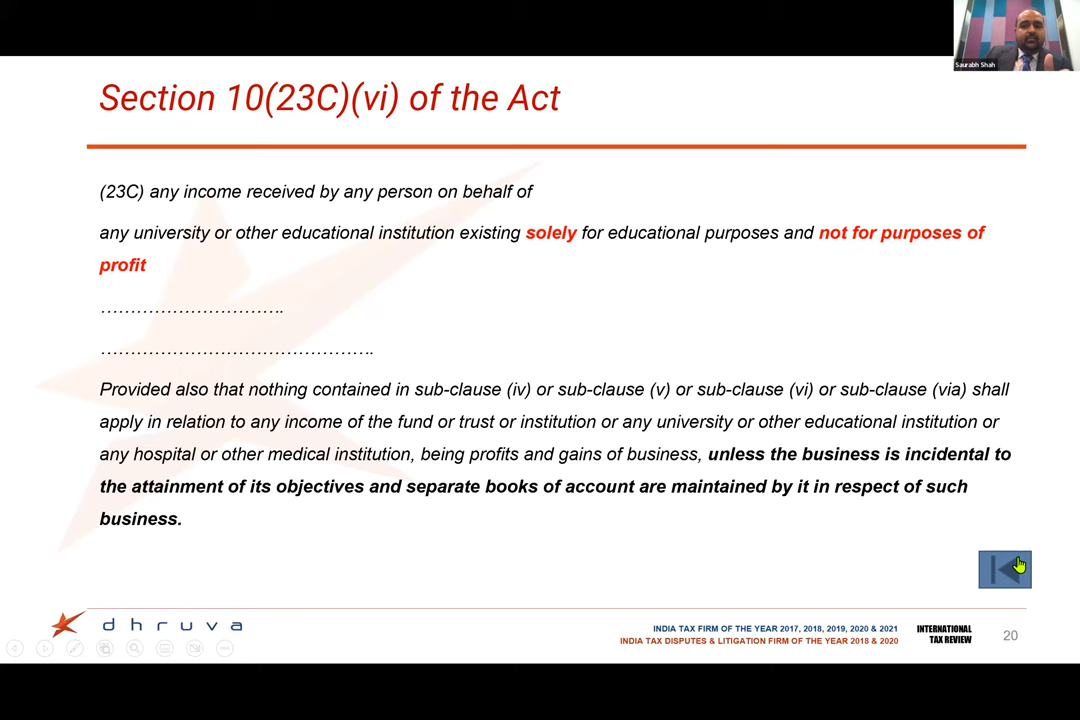 Saurabh Shah
Section 10(23C)(vi) of the Act
(23C) any income received by any person on behalf of
any university or other educational institution existing solely for educational purposes and not for purposes of
profit
………………………….
……………………………………….
Provided also that nothing contained in sub-clause (iv) or sub-clause (v) or sub-clause (vi) or sub-clause (via) shall
apply in relation to any income of the fund or trust or institution or any university or other educational institution or
any hospital or other medical institution, being profits and gains of business, unless the business is incidental to
the attainment of its objectives and separate books of account are maintained by it in respect of such
business.
dhruva
INDIA TAX FIRM OF THE YEAR 2017, 2018, 2019, 2020 & 2021
INDIA TAX DISPUTES & LITIGATION FIRM OF THE YEAR 2018 & 2020
INTERNATIONAL
TAX REVIEW
20